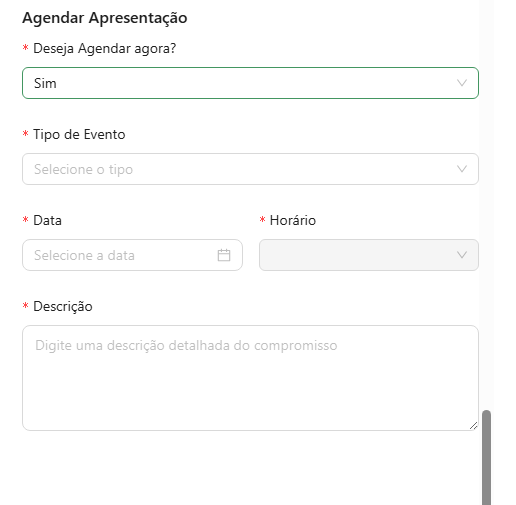 Agendar Apresentação
* Deseja Agendar agora?
Sim
* Tipo de Evento
Selecione o tipo
* Data
* Horário
Selecione a data
* Descrição
Digite uma descrição detalhada do compromisso